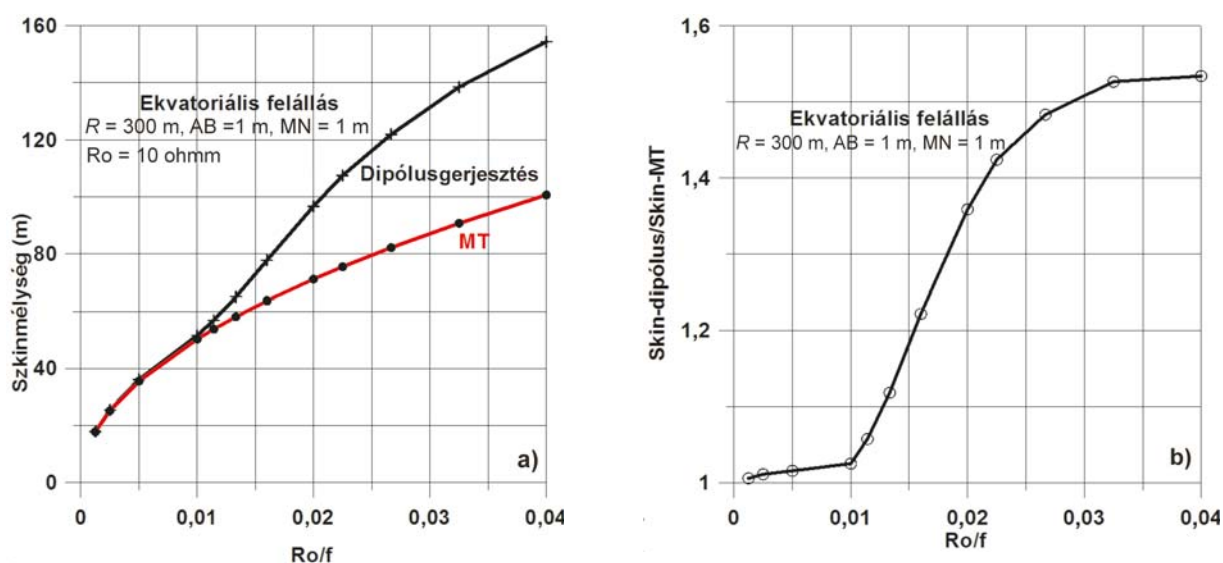 160
120
80
40
0
Szkinmélység (m)
Ekvatoriális felállás
R = 300 m, AB =1 m, MN = 1 m
Ro = 10 ohmm
Dipólusgerjesztés
MT
a)
0
0,01
0,02
0,03
0,04
Ro/f
1,6
1,4
1,2
1
Skin-dipólus/Skin-MT
Ekvatoriális felállás
R = 300 m, AB = 1 m, MN = 1 m
b)
0
0,01
0,02
0,03
0,04
Ro/f